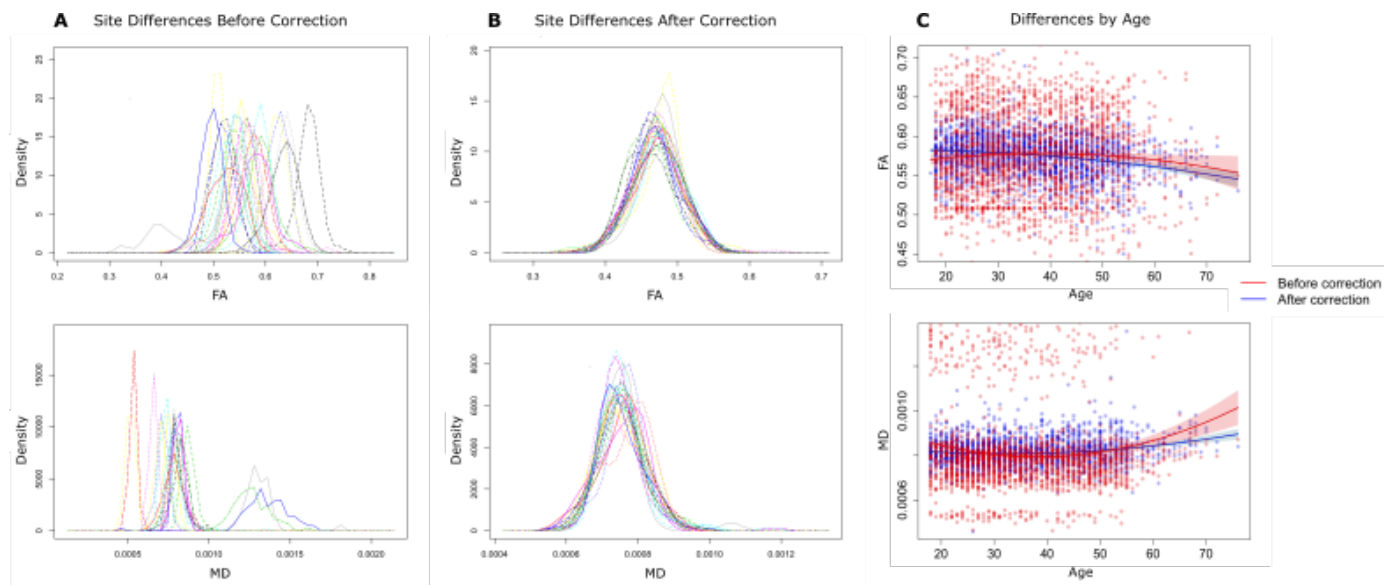 A Site Differences Before Correction
25
20
15
10
5
0
Density
0.2 0.3 0.4 0.5 0.6 0.7 0.8
FA
15000
10000
5000
0
Density
0.0005 0.0010 0.0015 0.0020
MD
B Site Differences After Correction
20
15
10
5
0
Density
0.3 0.4 0.5 0.6 0.7
FA
8000
6000
4000
2000
0
Density
0.0004 0.0006 0.0008 0.0010 0.0012
MD
C Differences by Age
0.70
0.65
0.60
0.55
0.50
0.45
FA
20 30 40 50 60 70
Age
Before correction
After correction
0.0010
0.0006
MD
20 30 40 50 60 70
Age